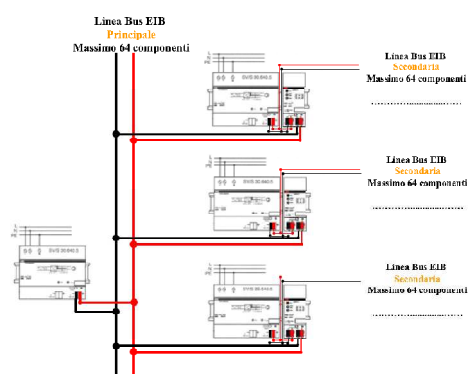 Linea Bus EIB
Principale
Massimo 64 componenti
Linea Bus EIB
Secondaria
Massimo 64 componenti
Linea Bus EIB
Secondaria
Massimo 64 componenti
Linea Bus EIB
Secondaria
Massimo 64 componenti